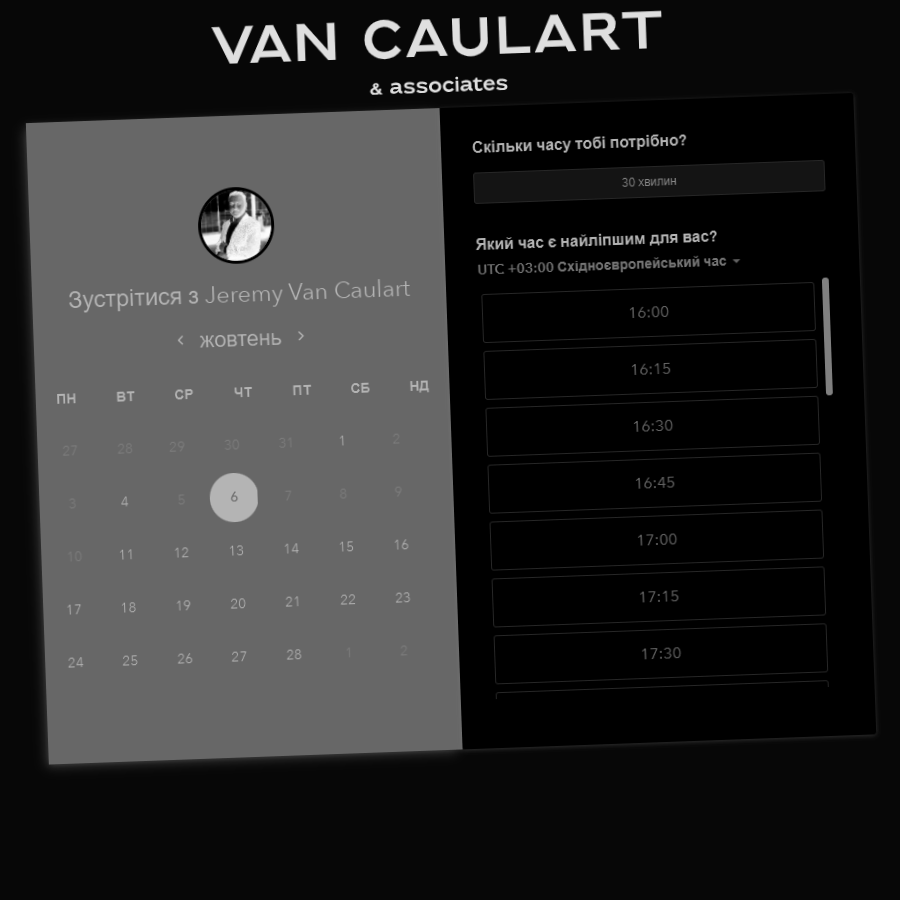 VAN CAULART
& associates
Зустрітися з Jeremy Van Caulart
жовтень
ПН ВТ СР ЧТ ПТ СБ НД
27 28 29 30 31 1 2
3 4 5 6 7 8 9
10 11 12 13 14 15 16
17 18 19 20 21 22 23
24 25 26 27 28 1 2
Скільки часу тобі потрібно?
30 хвилин
Який час є найліпшим для вас?
UTC +03:00 Східноєвропейський час
16:00
16:15
16:30
16:45
17:00
17:15
17:30